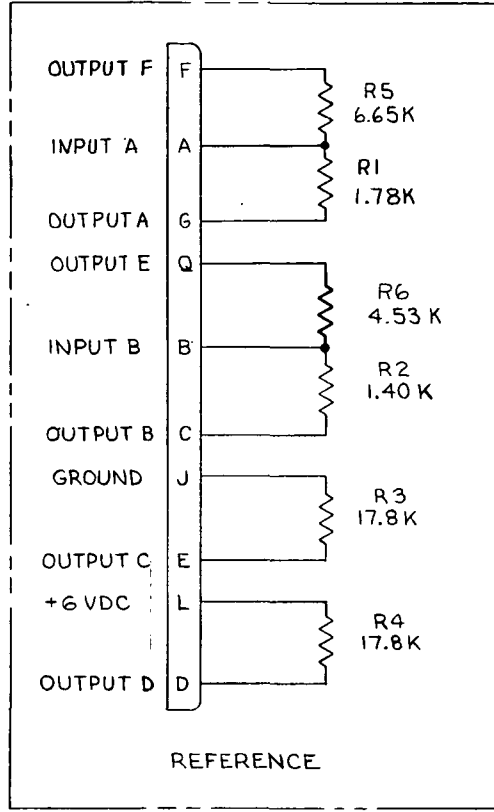 OUTPUT F F
R5
6.65K
INPUT A A
R1
1.78K
OUTPUT A G
OUTPUT E Q
R6
4.53 K
INPUT B B
R2
1.40K
OUTPUT B C
GROUND J
R3
17.8K
OUTPUT C E
+6 VDC L
R4
17.8K
OUTPUT D D
REFERENCE